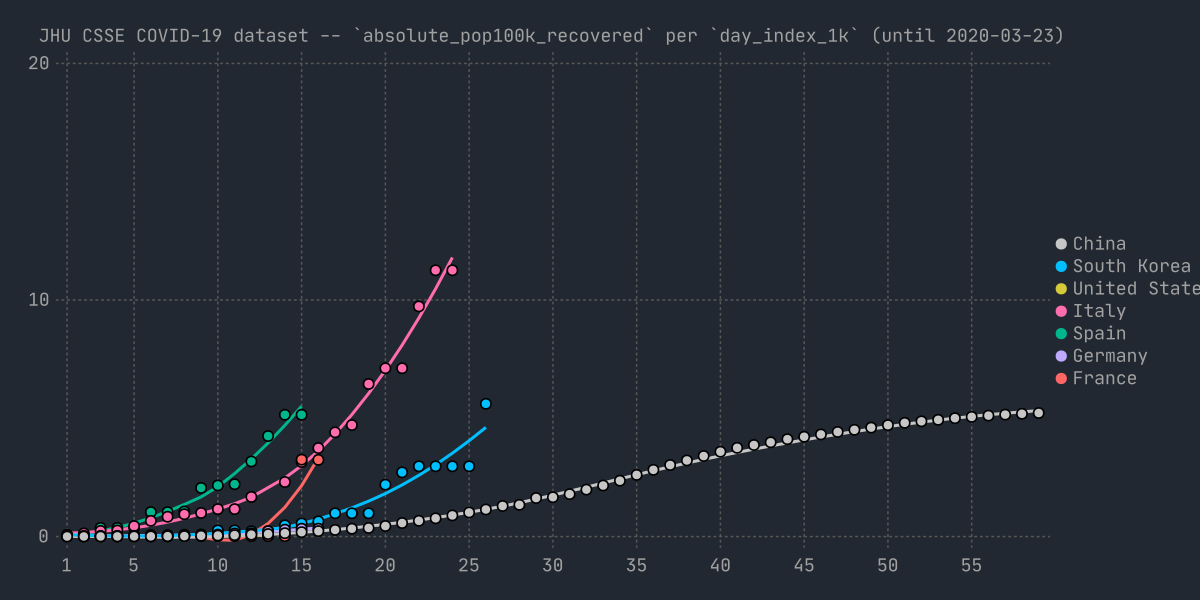 JHU CSSE COVID-19 dataset -- `absolute_pop100k_recovered` per `day_index_1k` (until 2020-03-23)
20
10
0
1 5 10 15 20 25 30 35 40 45 50 55
China
South Korea
United State
Italy
Spain
Germany
France